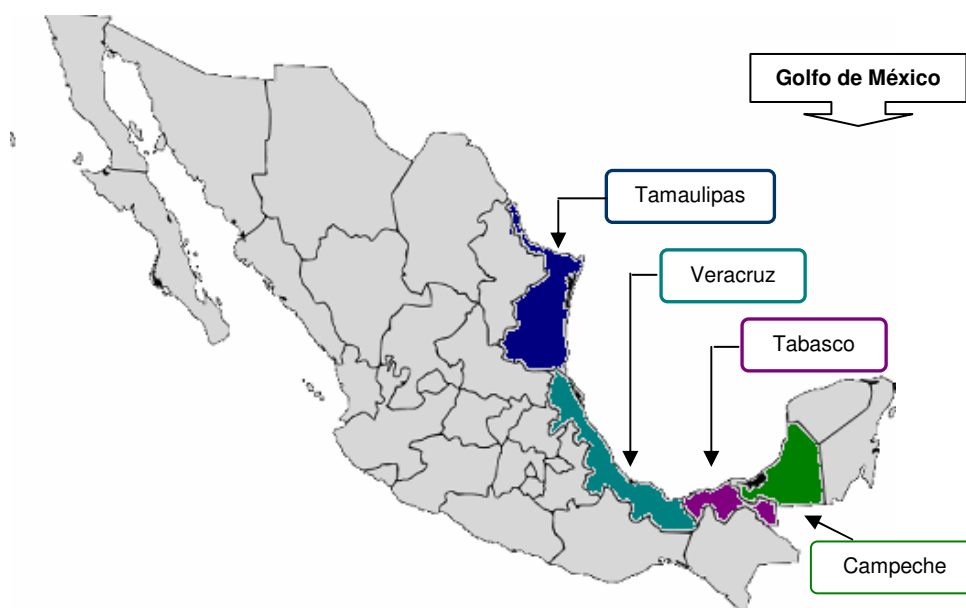 Golfo de México
Tamaulipas
Veracruz
Tabasco
Campeche